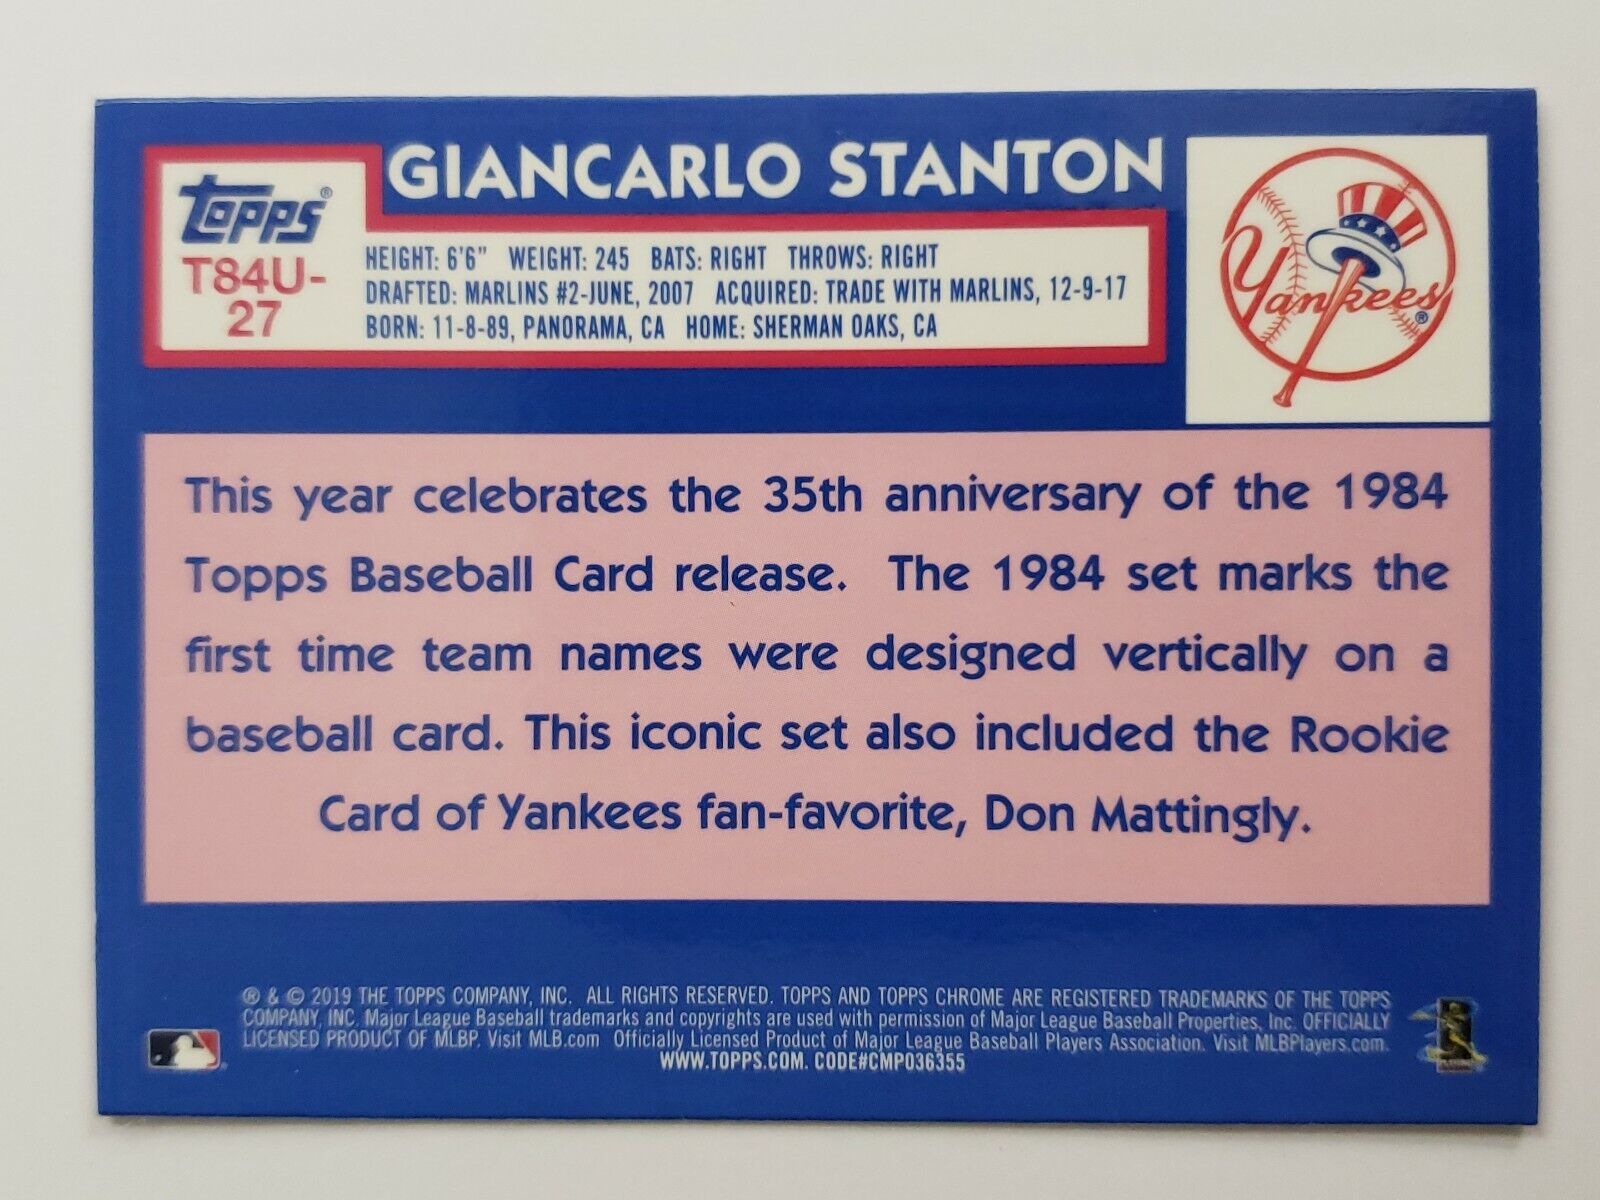 GIANCARLO STANTON
Topps®
T84U-
27
HEIGHT: 6'6" WEIGHT: 245 BATS: RIGHT THROWS: RIGHT
DRAFTED: MARLINS #2-JUNE, 2007 ACQUIRED: TRADE WITH MARLINS, 12-9-17
BORN: 11-8-89, PANORAMA, CA HOME: SHERMAN OAKS, CA
Yankees®
This year celebrates the 35th anniversary of the 1984
Topps Baseball Card release. The 1984 set marks the
first time team names were designed vertically on a
baseball card. This iconic set also included the Rookie
Card of Yankees fan-favorite, Don Mattingly.
® & © 2019 THE TOPPS COMPANY, INC. ALL RIGHTS RESERVED. TOPPS AND TOPPS CHROME ARE REGISTERED TRADEMARKS OF THE TOPPS
COMPANY, INC. Major League Baseball trademarks and copyrights are used with permission of Major League Baseball Properties, Inc. OFFICIALLY
LICENSED PRODUCT OF MLBP. Visit MLB.com Officially Licensed Product of Major League Baseball Players Association. Visit MLBPlayers.com.
WWW.TOPPS.COM. CODE#CMP036355